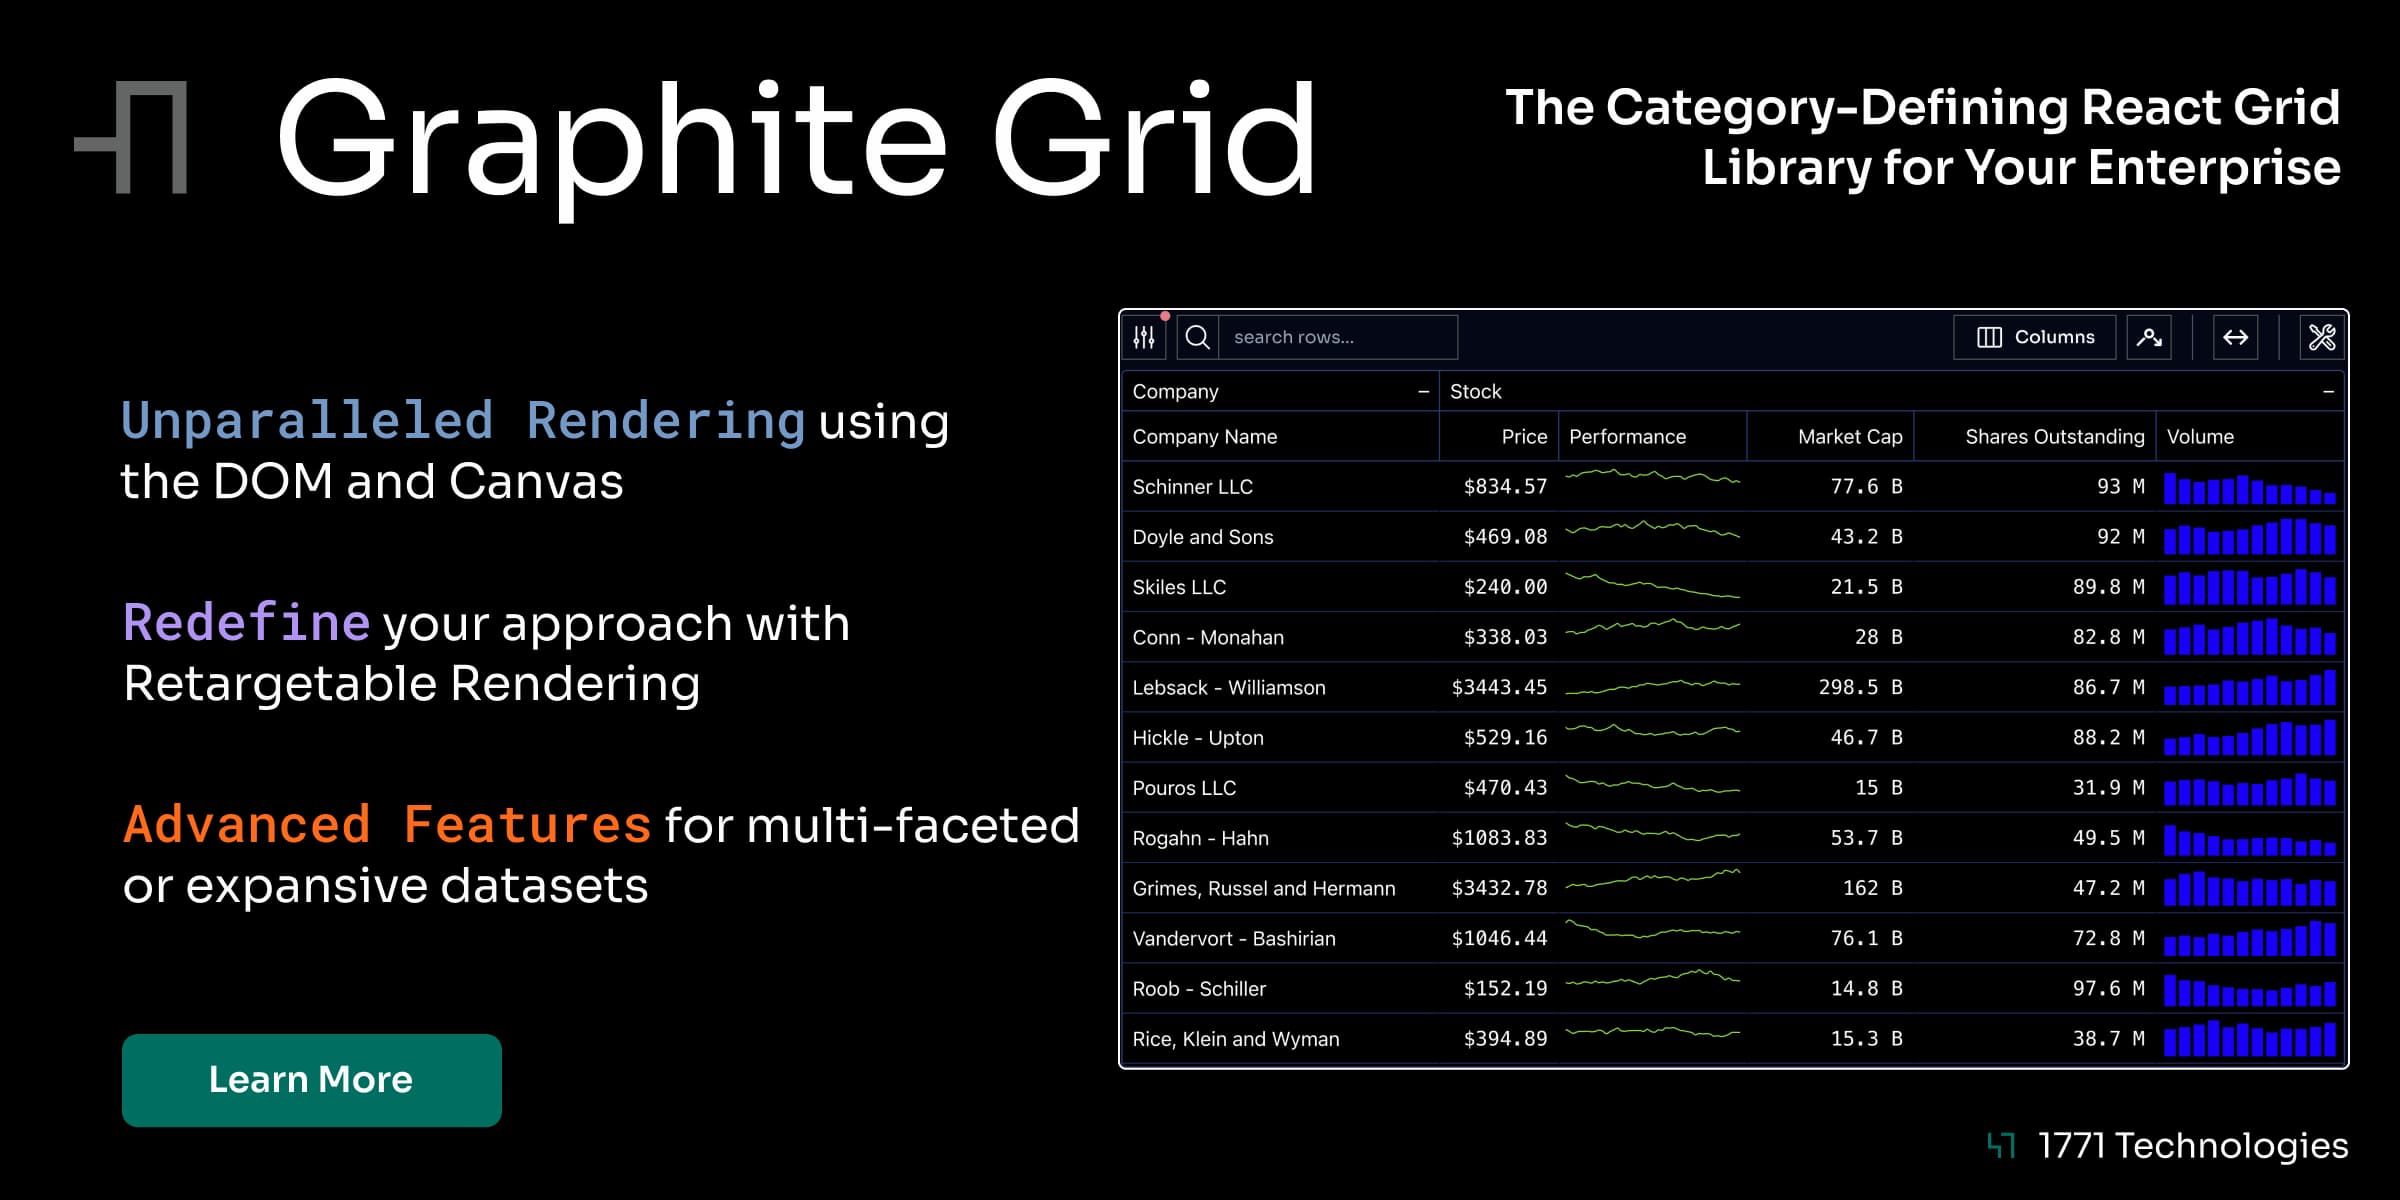 Graphite Grid
The Category-Defining React Grid
Library for Your Enterprise
Unparalleled Rendering using
the DOM and Canvas
Redefine your approach with
Retargetable Rendering
Advanced Features for multi-faceted
or expansive datasets
Learn More
search rows...
Columns
Company – Stock –
Company Name Price Performance Market Cap Shares Outstanding Volume
Schinner LLC $834.57 77.6 B 93 M
Doyle and Sons $469.08 43.2 B 92 M
Skiles LLC $240.00 21.5 B 89.8 M
Conn - Monahan $338.03 28 B 82.8 M
Lebsack - Williamson $3443.45 298.5 B 86.7 M
Hickle - Upton $529.16 46.7 B 88.2 M
Pouros LLC $470.43 15 B 31.9 M
Rogahn - Hahn $1083.83 53.7 B 49.5 M
Grimes, Russel and Hermann $3432.78 162 B 47.2 M
Vandervort - Bashirian $1046.44 76.1 B 72.8 M
Roob - Schiller $152.19 14.8 B 97.6 M
Rice, Klein and Wyman $394.89 15.3 B 38.7 M
1771 Technologies